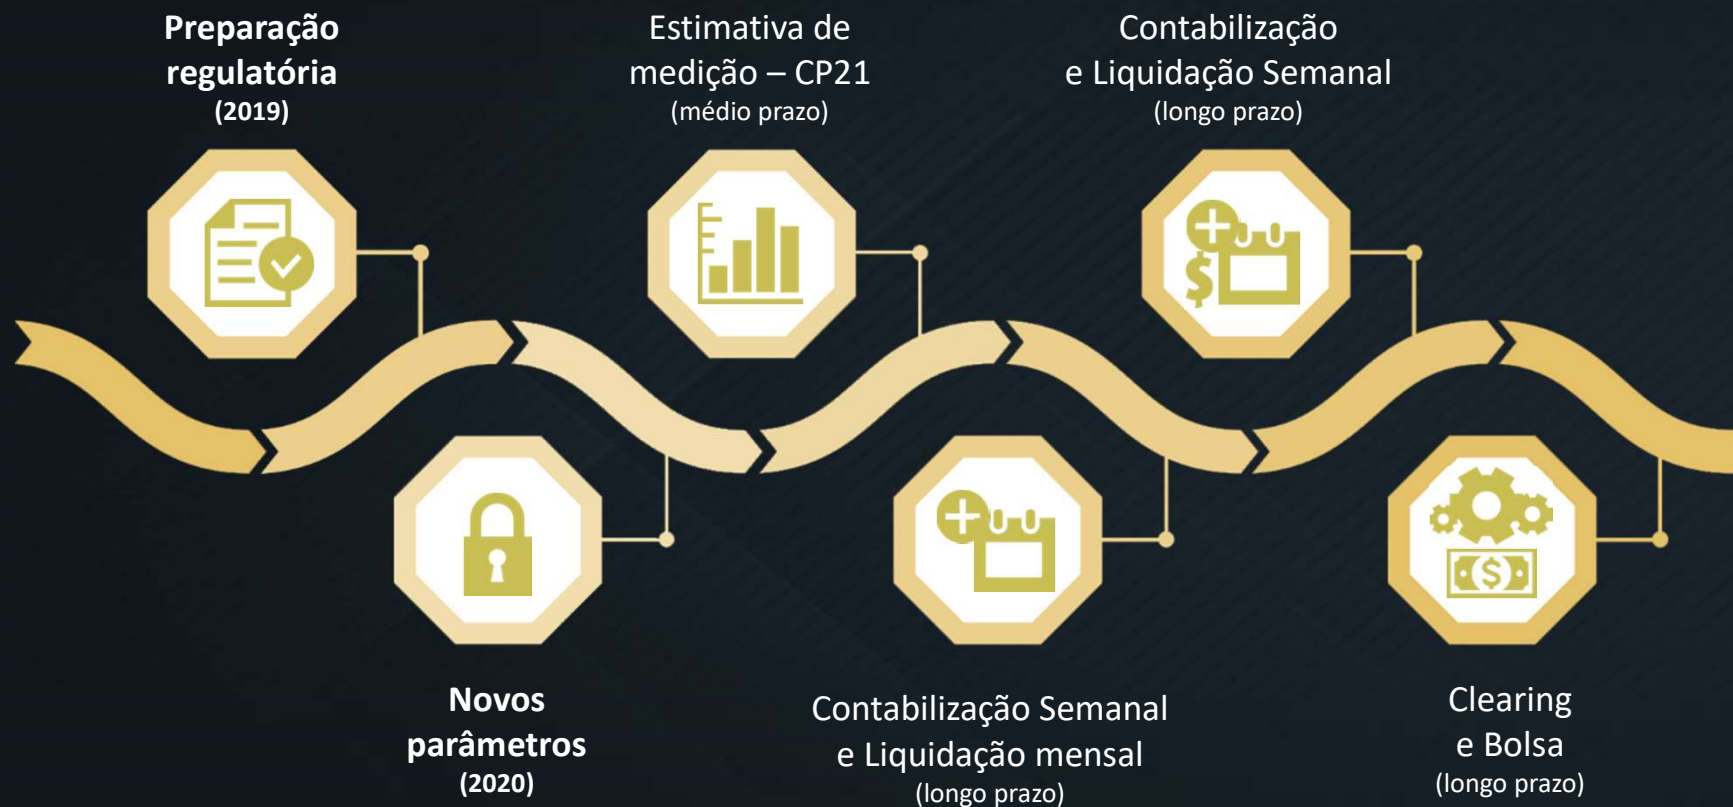 Preparação
regulatória
(2019)
Estimativa de
medição – CP21
(médio prazo)
Contabilização
e Liquidação Semanal
(longo prazo)
$
Novos
parâmetros
(2020)
Contabilização Semanal
e Liquidação mensal
(longo prazo)
$
Clearing
e Bolsa
(longo prazo)